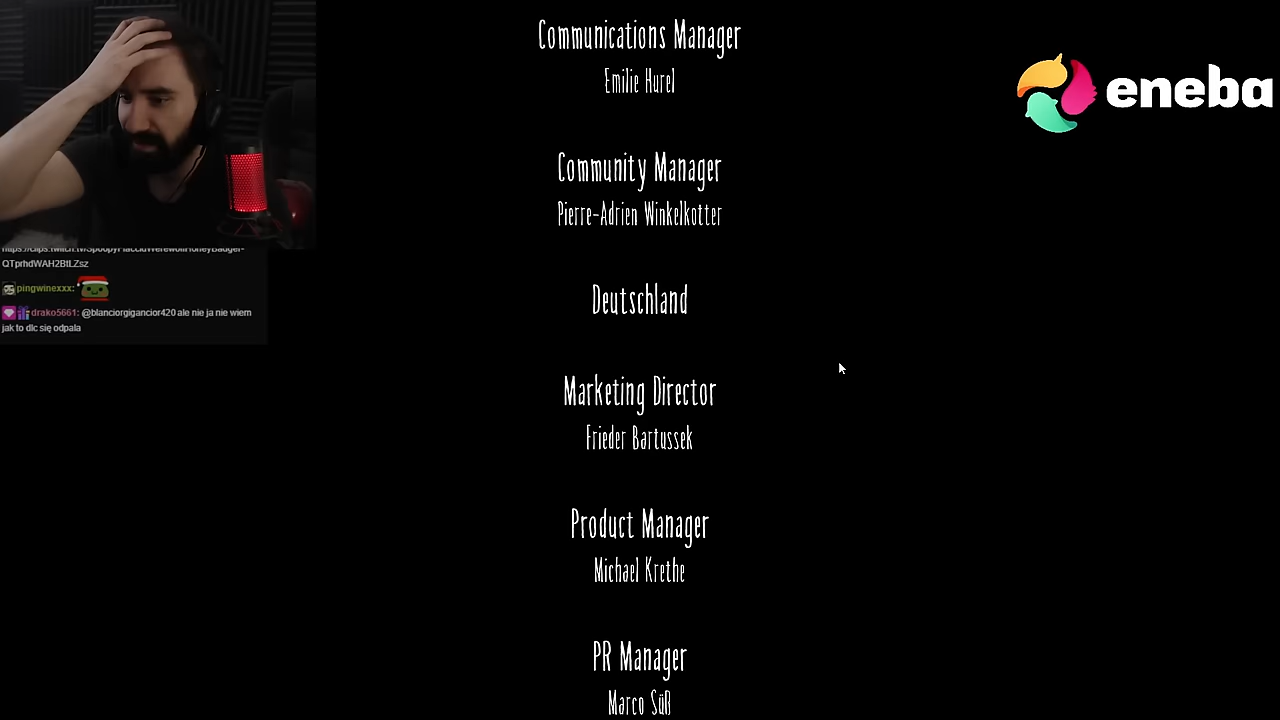 Communications Manager
Emilie Hurel
Community Manager
Pierre-Adrien Winkelkotter
Deutschland
Marketing Director
Frieder Bartussek
Product Manager
Michael Krethe
PR Manager
Marco Süß
eneba
QTprhdWAH2BtLZsz
pingwinexxx:
drako5661: @blanciorgigancior420 ale nie ja nie wiem
jak to dlc się odpala